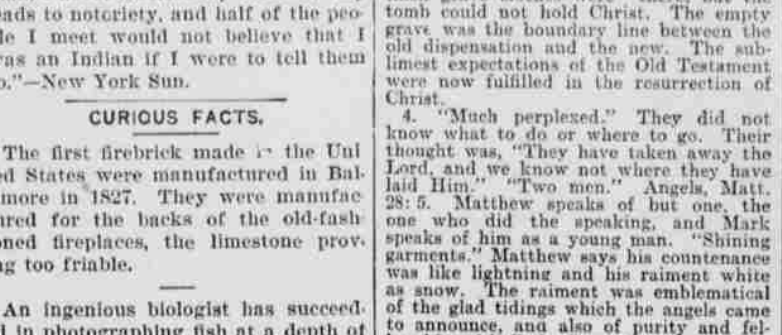 ads to notoriety, and half of the peo-
le I meet would not believe that I
as an Indian if I were to tell them
o."—New York Sun.
CURIOUS FACTS.
The first firebrick made the Uni
ed States were manufactured in Bal-
more in 1827. They were manufac
ured for the backs of the old-fash
oned fireplaces, the limestone prov-
ng too friable.
An ingenious biologist has succeed-
in photographing fish at a depth of
tomb could not hold Christ. The empty
grave was the boundary line between the
old dispensation and the new. The sub-
limest expectations of the Old Testament
were now fulfilled in the resurrection of
Christ.
4. "Much perplexed." They did not
know what to do or where to go. Their
thought was, "They have taken away the
Lord, and we know not where they have
laid Him." "Two men." Angels, Matt.
28:5. Matthew speaks of but one, the
one who did the speaking, and Mark
speaks of him as a young man. "Shining
garments." Matthew says his countenance
was like lightning and his raiment white
as snow. The raiment was emblematical
of the glad tidings which the angels came
to announce, and also of purity and fel